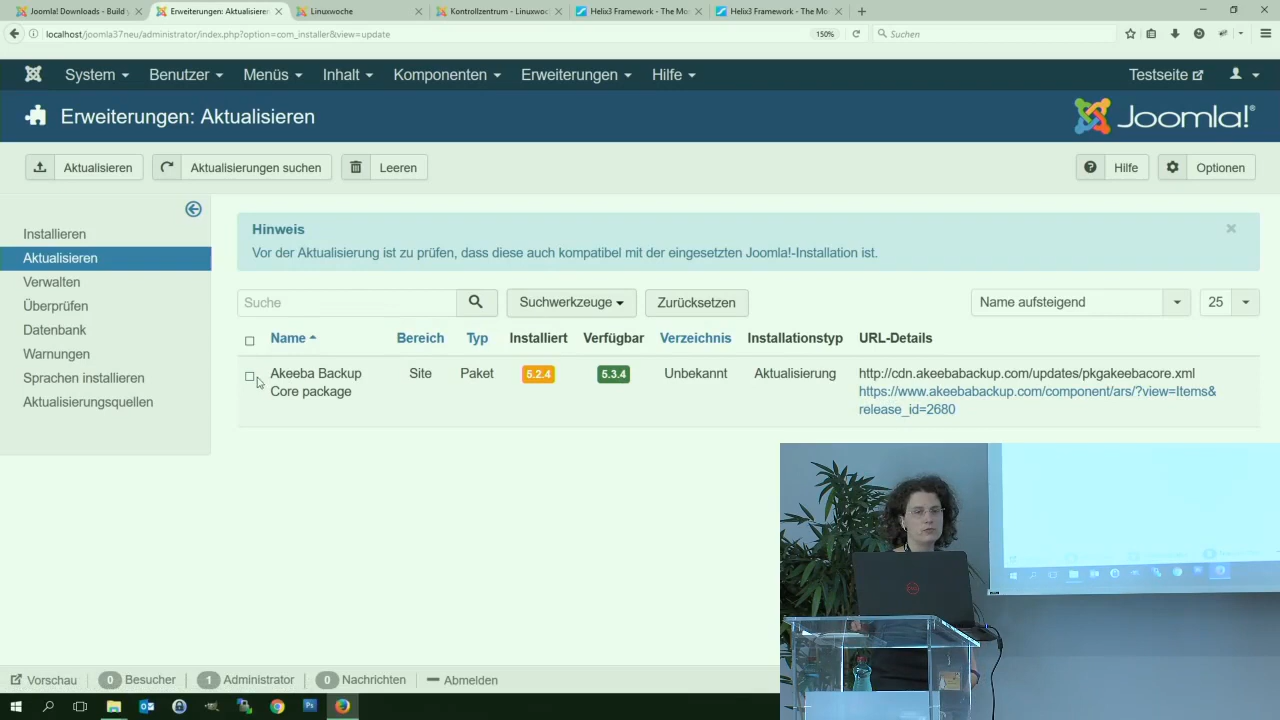 Joomla! Downloads - Build
Erweiterungen: Aktualisieren
Linuxwoche
Kontrollzentrum - Linuxwoc
Helix3 Framework - The Mo
Helix3 Framework - The Mo
localhost/joomla37neu/administrator/index.php?option=com_installer&view=update
150%
Suchen
System
Benutzer
Menüs
Inhalt
Komponenten
Erweiterungen
Hilfe
Testseite
Erweiterungen: Aktualisieren
Joomla!®
Aktualisieren
Aktualisierungen suchen
Leeren
Hilfe
Optionen
Installieren
Aktualisieren
Verwalten
Überprüfen
Datenbank
Warnungen
Sprachen installieren
Aktualisierungsquellen
Hinweis
Vor der Aktualisierung ist zu prüfen, dass diese auch kompatibel mit der eingesetzten Joomla!-Installation ist.
Suche
Suchwerkzeuge
Zurücksetzen
Name aufsteigend
25
Name
Bereich
Typ
Installiert
Verfügbar
Verzeichnis
Installationstyp
URL-Details
Akeeba Backup
Core package
Site
Paket
5.2.4
5.3.4
Unbekannt
Aktualisierung
http://cdn.akeebabackup.com/updates/pkgakeebacore.xml
https://www.akeebabackup.com/component/ars/?view=Items&
release_id=2680
Vorschau
0 Besucher
1 Administrator
0 Nachrichten
Abmelden